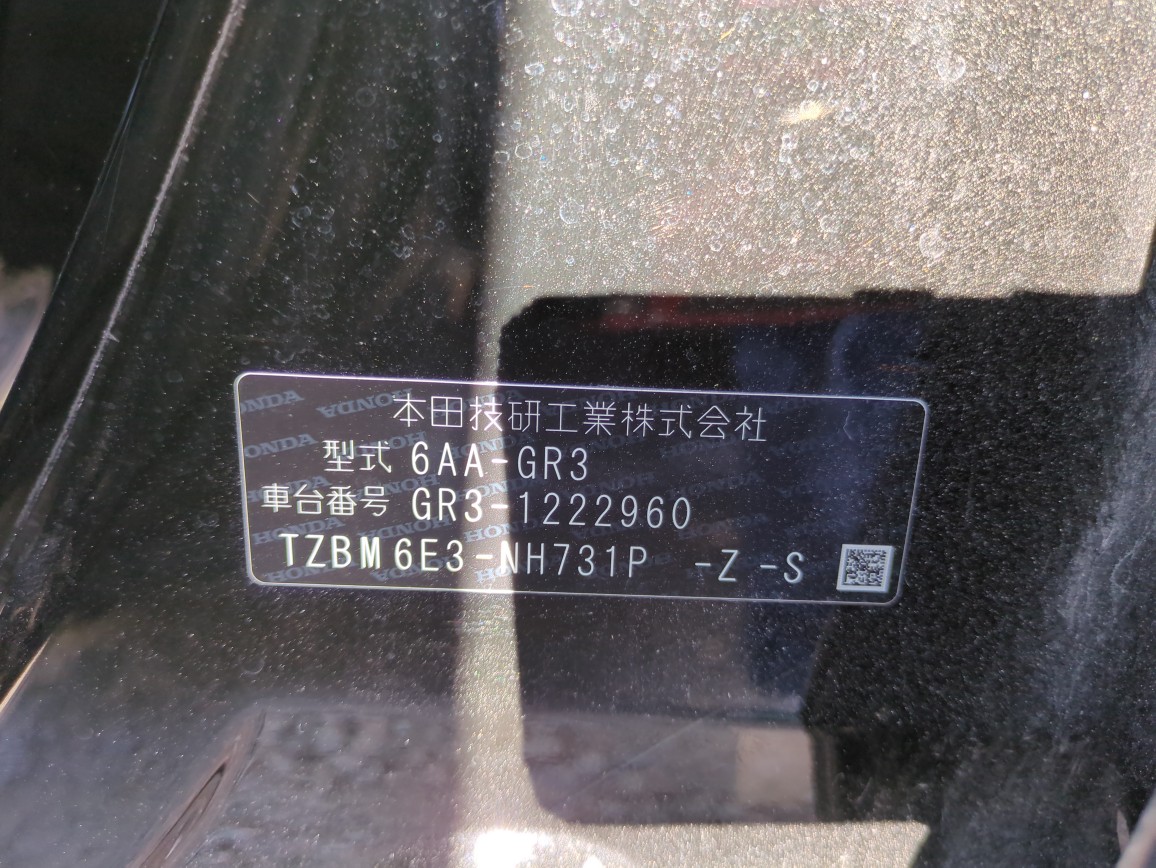 本田技研工業株式会社
型式 6AA-GR3
車台番号 GR3-1222960
TZBM6E3-NH731P -Z -S